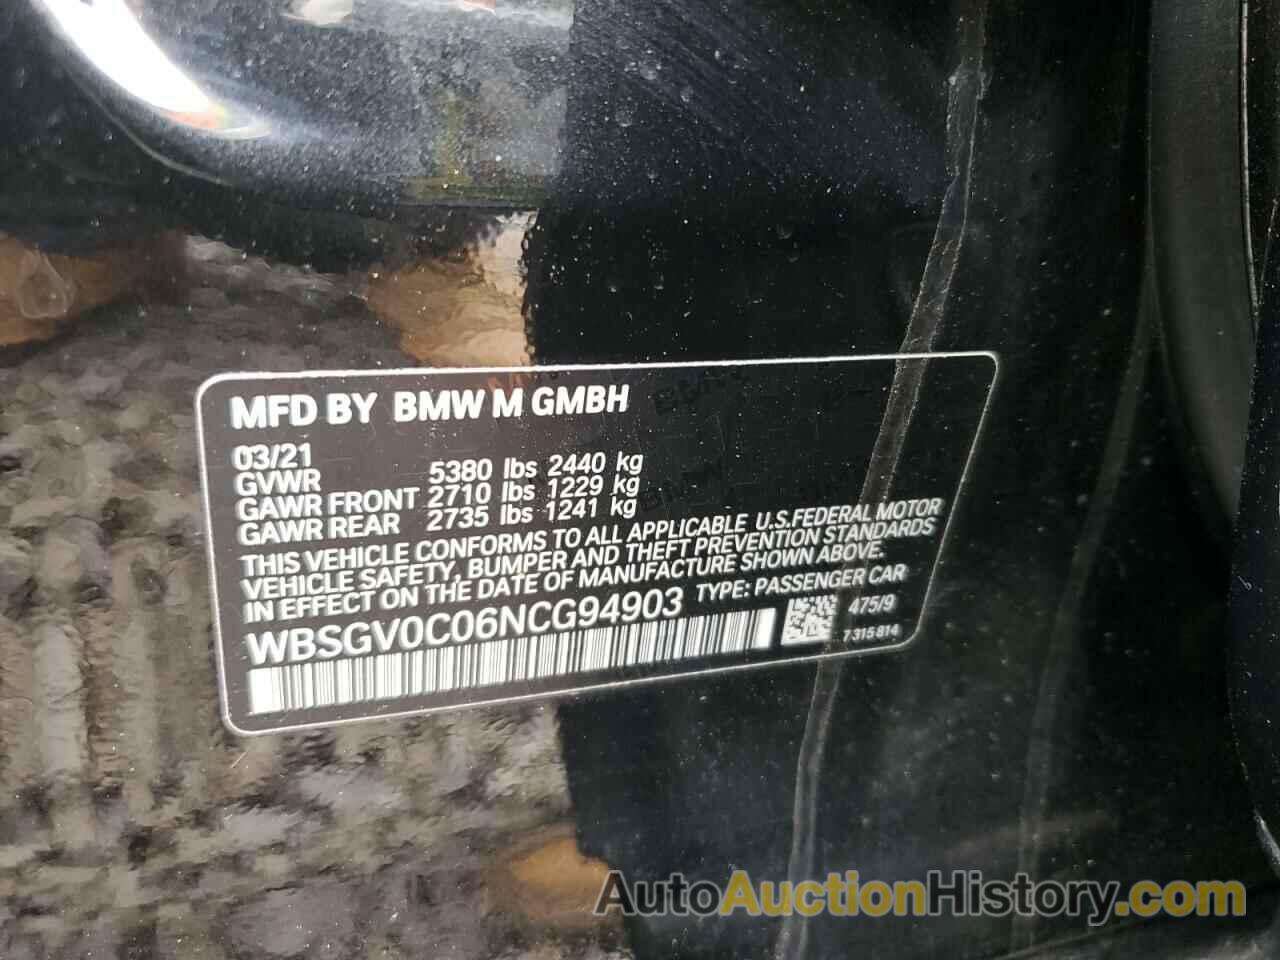 MFD BY BMW M GMBH
03/21
GVWR 5380 lbs 2440 kg
GAWR FRONT 2710 lbs 1229 kg
GAWR REAR 2735 lbs 1241 kg
THIS VEHICLE CONFORMS TO ALL APPLICABLE U.S.FEDERAL MOTOR
VEHICLE SAFETY, BUMPER AND THEFT PREVENTION STANDARDS
IN EFFECT ON THE DATE OF MANUFACTURE SHOWN ABOVE.
WBSGV0C06NCG94903 TYPE: PASSENGER CAR
475/9
7 315 814
AutoAuctionHistory.com